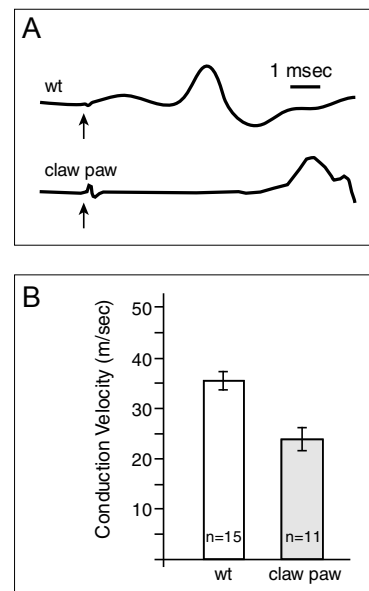 A
wt
1 msec
claw paw
B
Conduction Velocity (m/sec)
50
40
30
20
10
n=15
n=11
wt
claw paw